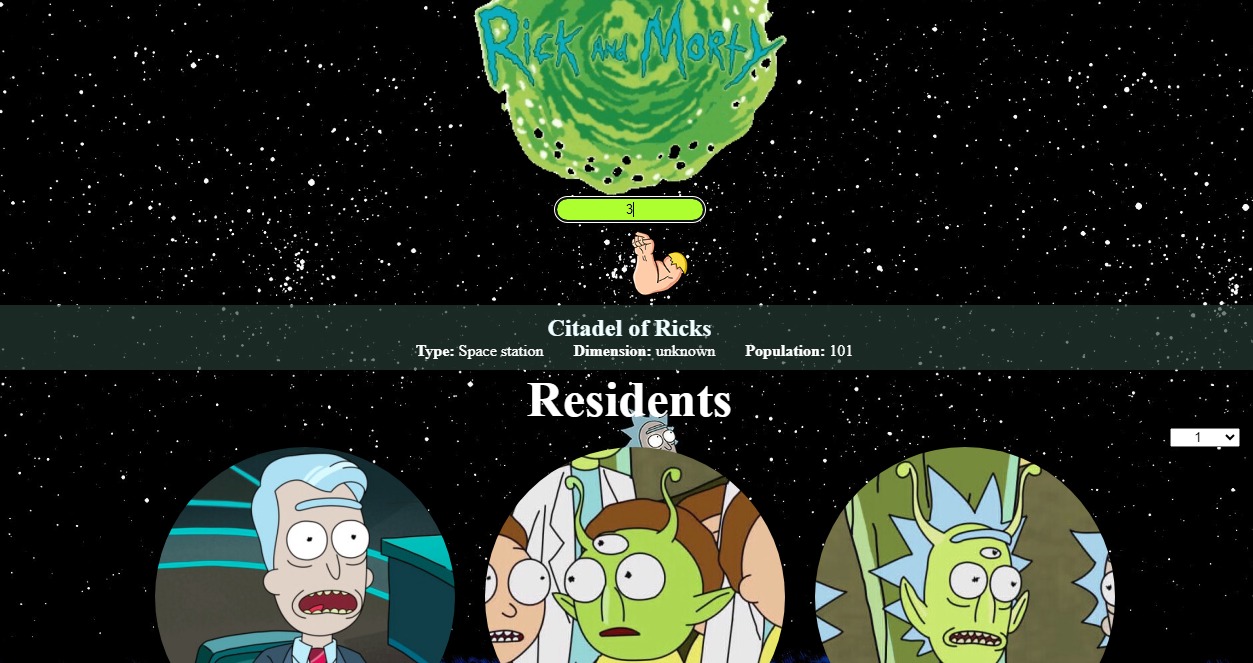 Rick and Morty
3
Citadel of Ricks
Type: Space station Dimension: unknown Population: 101
Residents
1